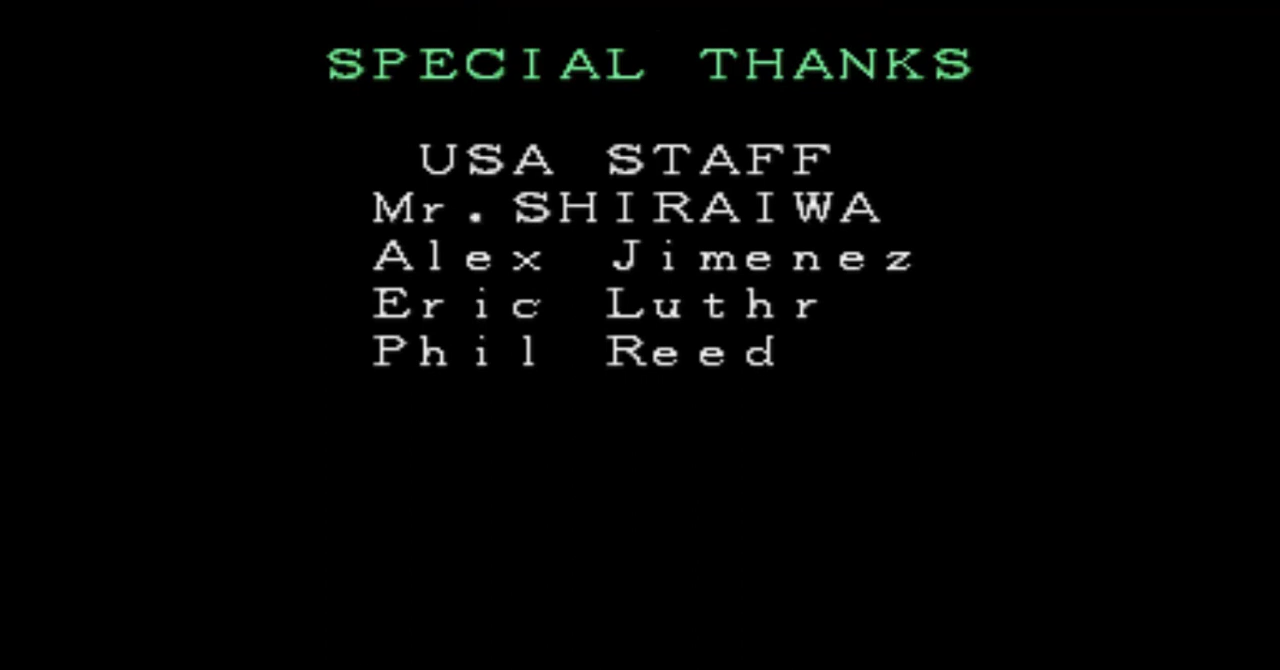 SPECIAL THANKS
USA STAFF
Mr.SHIRAIWA
Alex Jimenez
Eric Luthr
Phil Reed